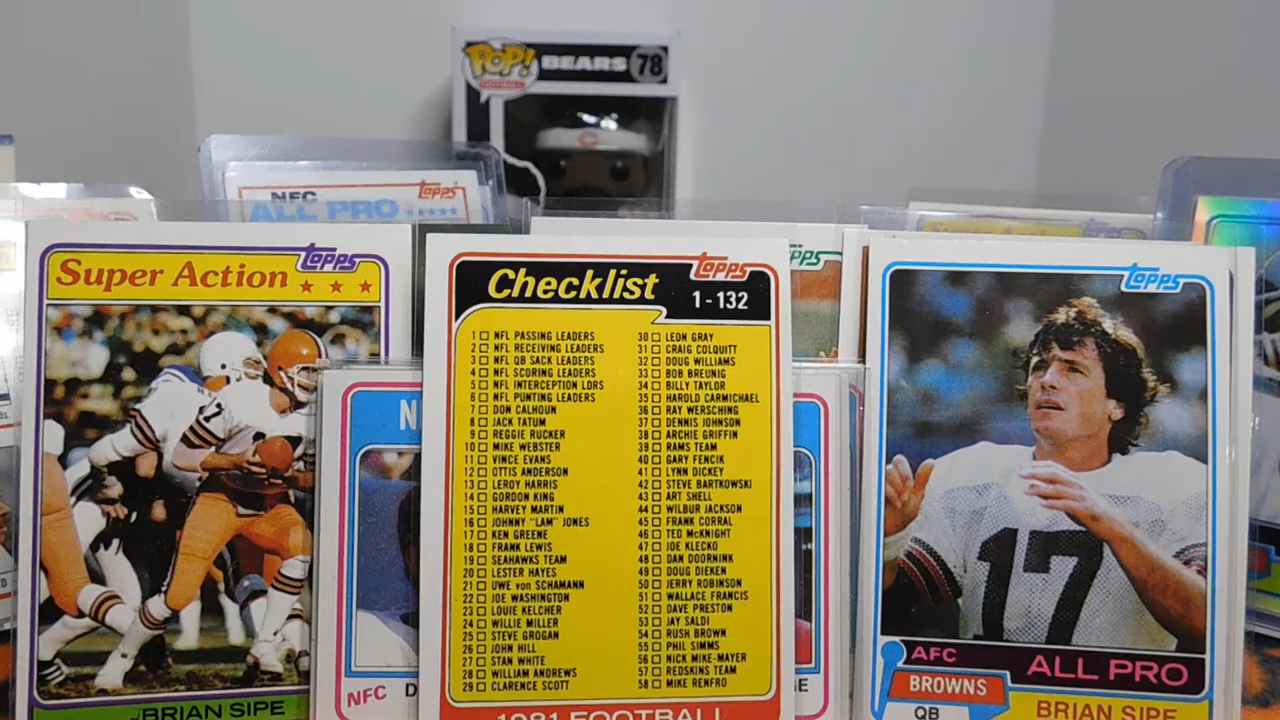 POP! BEARS 78
FOOTBALL
NFC Topps
ALL PRO
Super Action
Topps
BRIAN SIPE
NFC
Checklist
Topps
1-132
1 NFL PASSING LEADERS
2 NFL RECEIVING LEADERS
3 NFL QB SACK LEADERS
4 NFL SCORING LEADERS
5 NFL INTERCEPTION LDRS
6 NFL PUNTING LEADERS
7 DON CALHOUN
8 JACK TATUM
9 REGGIE RUCKER
10 MIKE WEBSTER
11 VINCE EVANS
12 OTTIS ANDERSON
13 LEROY HARRIS
14 GORDON KING
15 HARVEY MARTIN
16 JOHNNY "LAM" JONES
17 KEN GREENE
18 FRANK LEWIS
19 SEAHAWKS TEAM
20 LESTER HAYES
21 UWE von SCHAMANN
22 JOE WASHINGTON
23 LOUIE KELCHER
24 WILLIE MILLER
25 STEVE GROGAN
26 JOHN HILL
27 STAN WHITE
28 WILLIAM ANDREWS
29 CLARENCE SCOTT
30 LEON GRAY
31 CRAIG COLQUITT
32 DOUG WILLIAMS
33 BOB BREUNIG
34 BILLY TAYLOR
35 HAROLD CARMICHAEL
36 RAY WERSCHING
37 DENNIS JOHNSON
38 ARCHIE GRIFFIN
39 RAMS TEAM
40 GARY FENCIK
41 LYNN DICKEY
42 STEVE BARTKOWSKI
43 ART SHELL
44 WILBUR JACKSON
45 FRANK CORRAL
46 TED McKNIGHT
47 JOE KLECKO
48 DAN DOORNINK
49 DOUG DIEKEN
50 JERRY ROBINSON
51 WALLACE FRANCIS
52 DAVE PRESTON
53 JAY SALDI
54 RUSH BROWN
55 PHIL SIMMS
56 NICK MIKE-MAYER
57 REDSKINS TEAM
58 MIKE RENFRO
1981 FOOTBALL
Topps
17
AFC
ALL PRO
BROWNS
QB
BRIAN SIPE